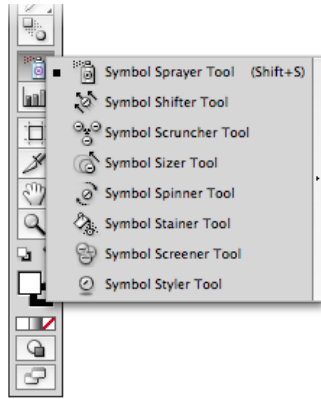 Symbol Sprayer Tool (Shift+S)
Symbol Shifter Tool
Symbol Scruncher Tool
Symbol Sizer Tool
Symbol Spinner Tool
Symbol Stainer Tool
Symbol Screener Tool
Symbol Styler Tool